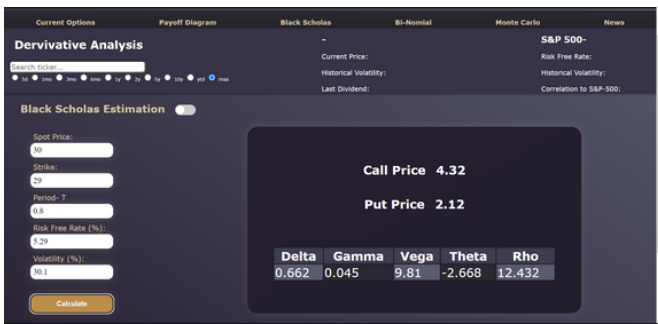 Current Options Payoff Diagram Black Scholas Bi-Nomial Monte Carlo News
Dervivative Analysis
Search ticker...
5d 1mo 3mo 6mo 1y 2y 5y 10y ytd max
-
Current Price:
Historical Volatility:
Last Dividend:
S&P 500-
Risk Free Rate:
Historical Volatility:
Correlation to S&P-500:
Black Scholas Estimation
Spot Price:
30
Strike:
29
Period- T
0.8
Risk Free Rate (%):
5.29
Volatility (%):
30.1
Calculate
Call Price 4.32
Put Price 2.12
Delta Gamma Vega Theta Rho
0.662 0.045 9.81 -2.668 12.432